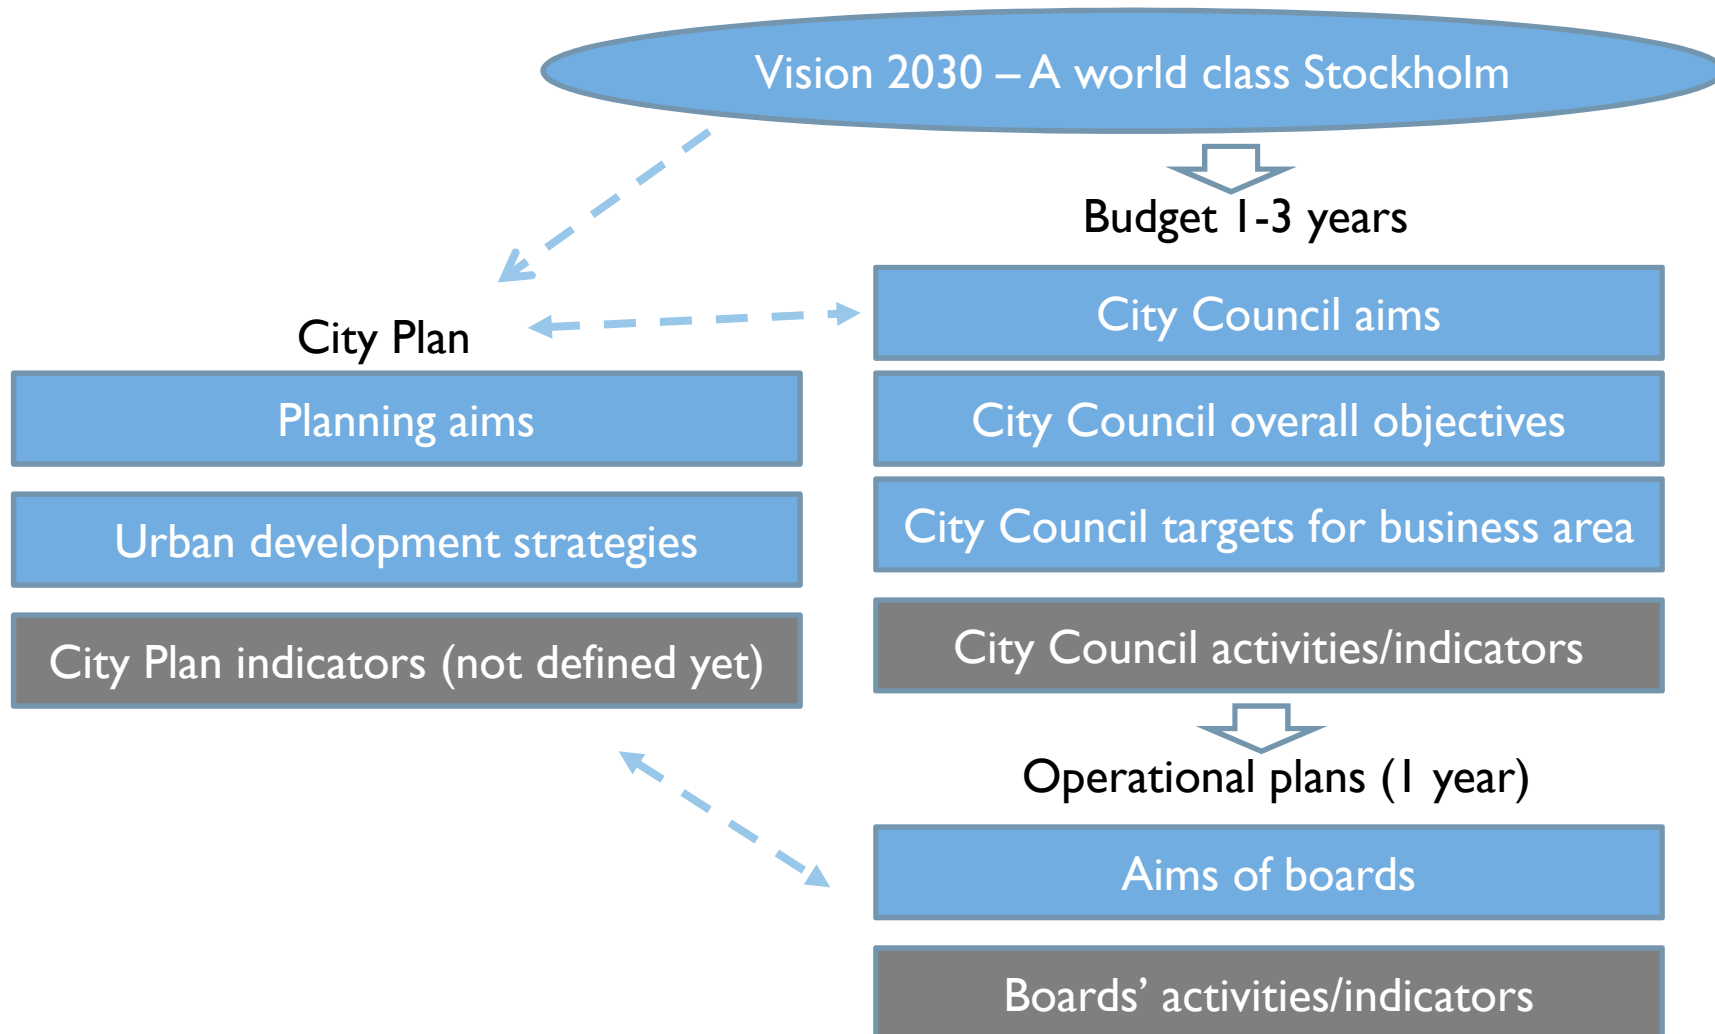 Vision 2030 – A world class Stockholm
Budget 1-3 years
City Council aims
City Plan
Planning aims
City Council overall objectives
Urban development strategies
City Council targets for business area
City Plan indicators (not defined yet)
City Council activities/indicators
Operational plans (1 year)
Aims of boards
Boards’ activities/indicators